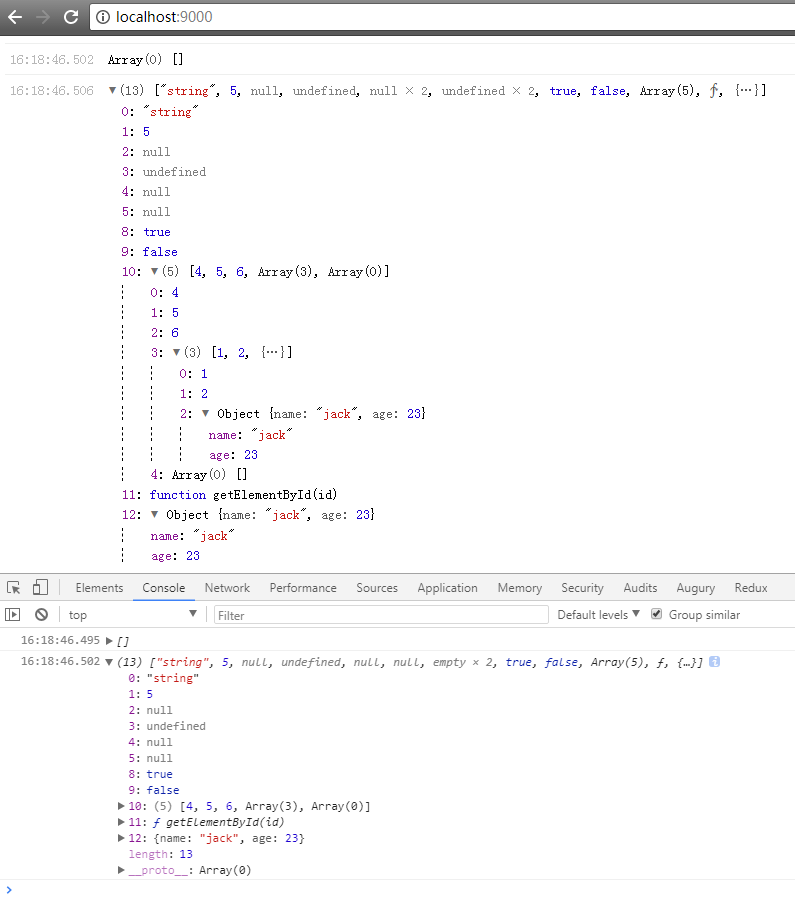 localhost:9000
16:18:46.502 Array(0) []
16:18:46.506 ▼(13) ["string", 5, null, undefined, null × 2, undefined × 2, true, false, Array(5), ƒ, {…}]
0: "string"
1: 5
2: null
3: undefined
4: null
5: null
8: true
9: false
10: ▼(5) [4, 5, 6, Array(3), Array(0)]
0: 4
1: 5
2: 6
3: ▼(3) [1, 2, {…}]
0: 1
1: 2
2: ▼ Object {name: "jack", age: 23}
name: "jack"
age: 23
4: Array(0) []
11: function getElementById(id)
12: ▼ Object {name: "jack", age: 23}
name: "jack"
age: 23
Elements Console Network Performance Sources Application Memory Security Audits Augury Redux
top ▼ Filter Default levels ▼ Group similar
16:18:46.495 ▶[]
16:18:46.502 ▼(13) ["string", 5, null, undefined, null, null, empty × 2, true, false, Array(5), ƒ, {…}] i
0: "string"
1: 5
2: null
3: undefined
4: null
5: null
8: true
9: false
▶10: (5) [4, 5, 6, Array(3), Array(0)]
▶11: ƒ getElementById(id)
▶12: {name: "jack", age: 23}
length: 13
▶__proto__: Array(0)
>